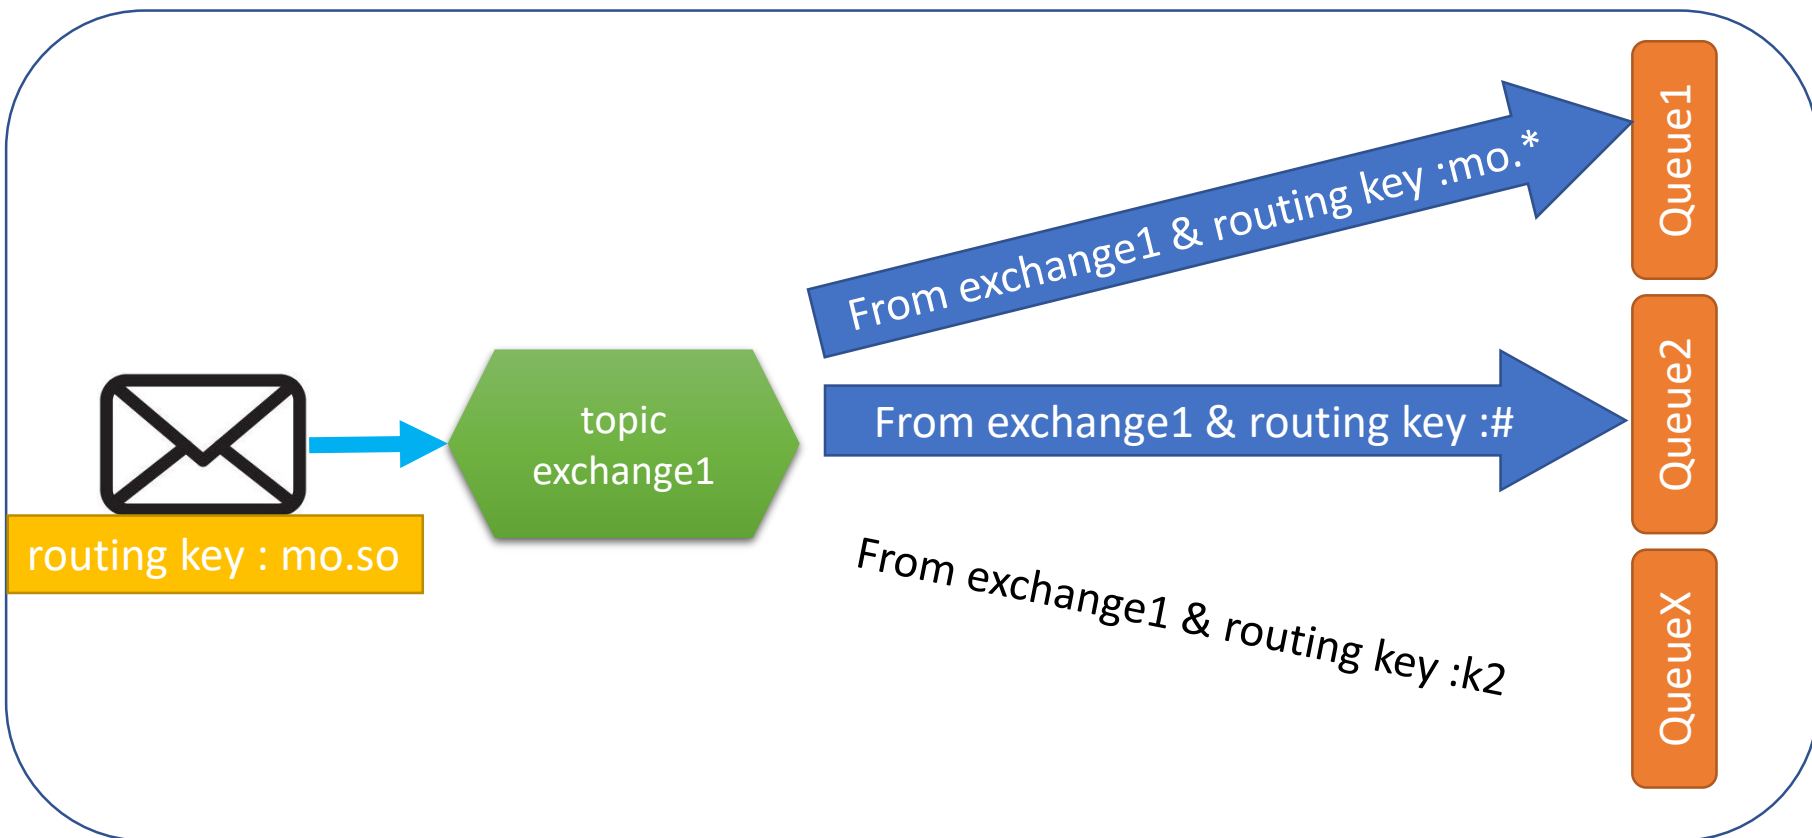 From exchange1 & routing key :mo.*
Queue1
topic
exchange1
From exchange1 & routing key :#
Queue2
routing key : mo.so
From exchange1 & routing key :k2
QueueX